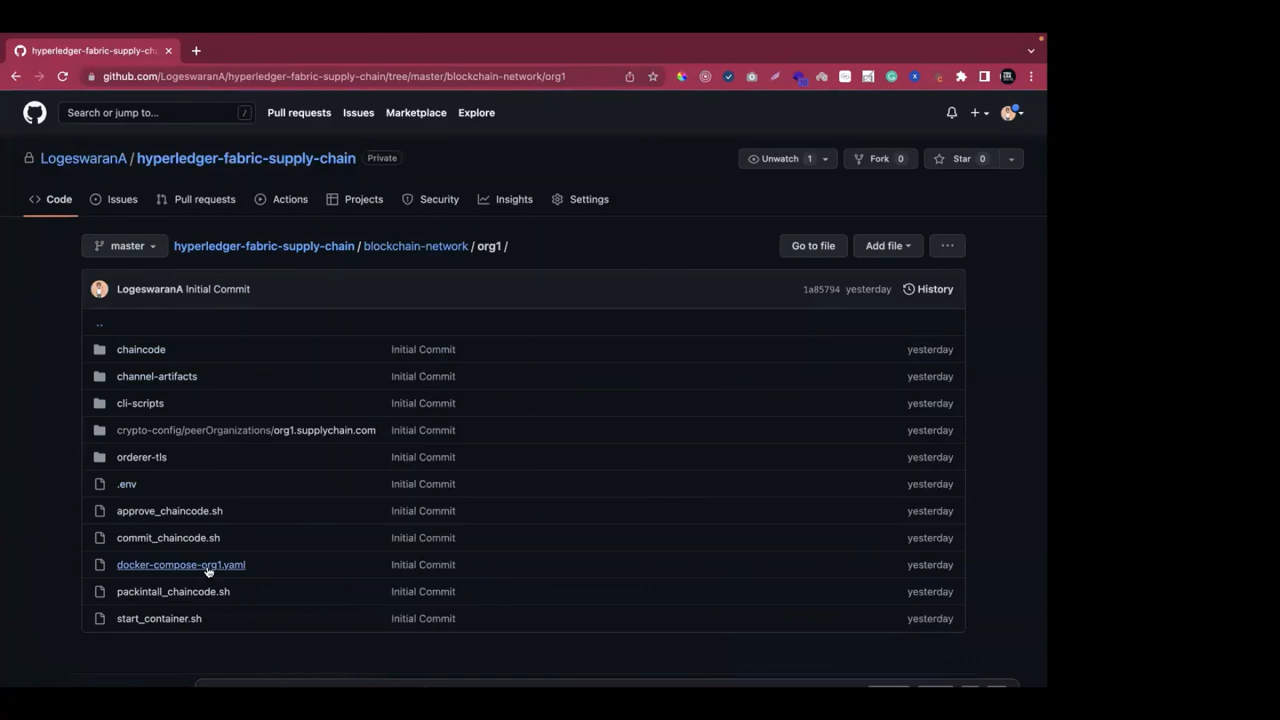 hyperledger-fabric-supply-ch
github.com/LogeswaranA/hyperledger-fabric-supply-chain/tree/master/blockchain-network/org1
Search or jump to... /
Pull requests Issues Marketplace Explore
LogeswaranA / hyperledger-fabric-supply-chain Private
Unwatch 1 Fork 0 Star 0
Code Issues Pull requests Actions Projects Security Insights Settings
master hyperledger-fabric-supply-chain / blockchain-network / org1 / Go to file Add file ...
LogeswaranA Initial Commit 1a85794 yesterday History
..
chaincode Initial Commit yesterday
channel-artifacts Initial Commit yesterday
cli-scripts Initial Commit yesterday
crypto-config/peerOrganizations/org1.supplychain.com Initial Commit yesterday
orderer-tls Initial Commit yesterday
.env Initial Commit yesterday
approve_chaincode.sh Initial Commit yesterday
commit_chaincode.sh Initial Commit yesterday
docker-compose-org1.yaml Initial Commit yesterday
packintall_chaincode.sh Initial Commit yesterday
start_container.sh Initial Commit yesterday